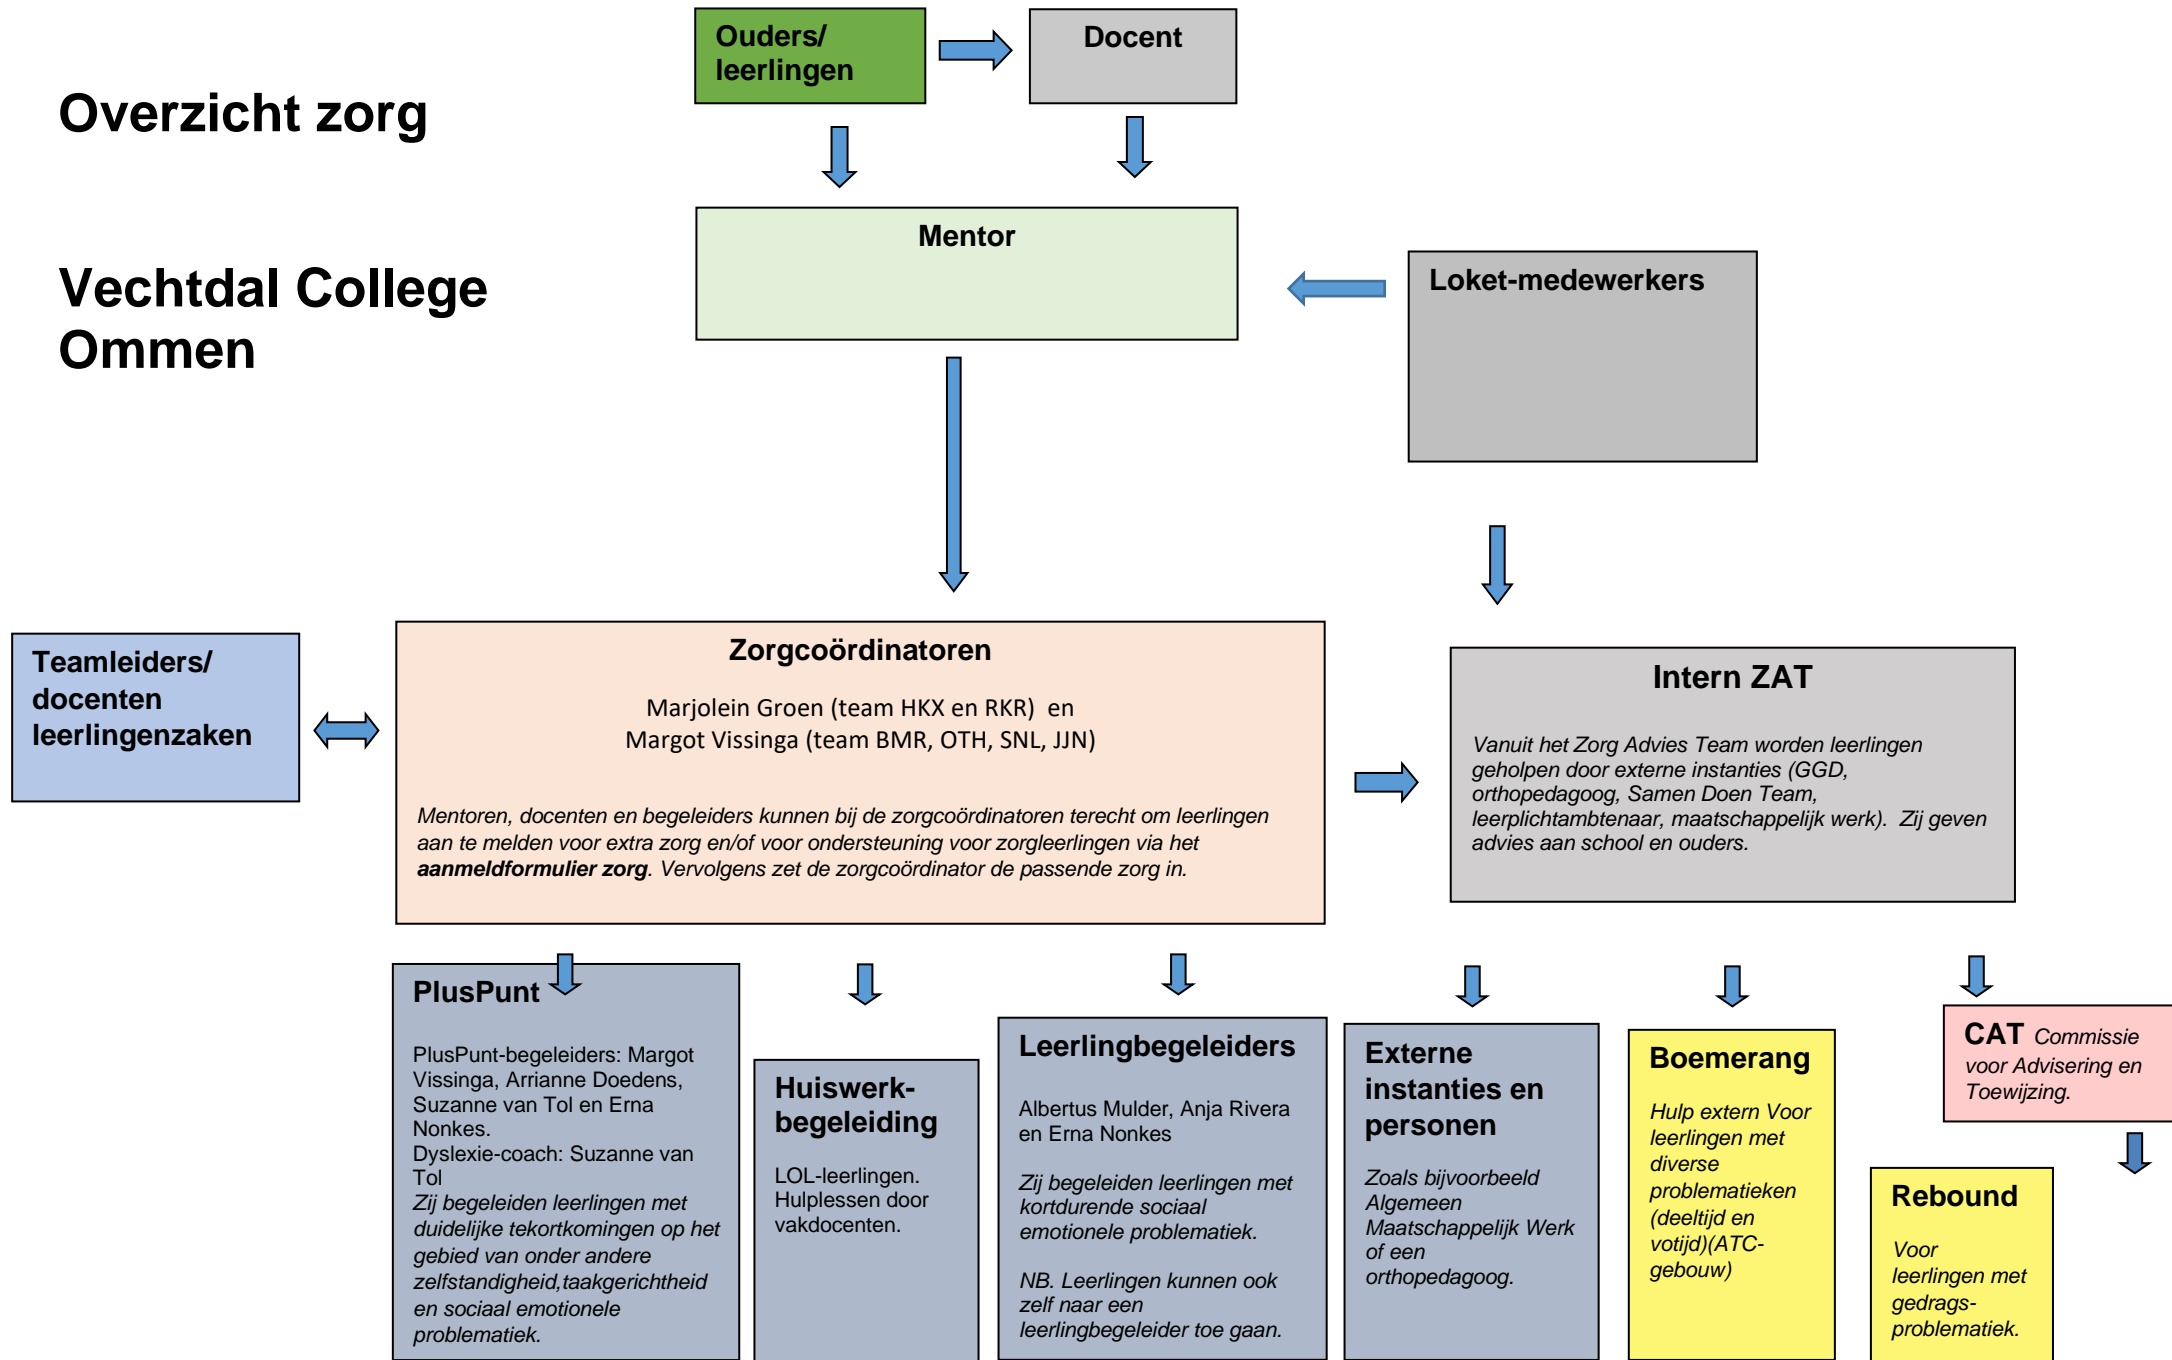 Overzicht zorg
Vechtdal College
Ommen
Ouders/
leerlingen
Docent
Mentor
Loket-medewerkers
Teamleiders/
docenten
leerlingenzaken
Zorgcoördinatoren
Marjolein Groen (team HKX en RKR)  en
Margot Vissinga (team BMR, OTH, SNL, JJN)
Mentoren, docenten en begeleiders kunnen bij de zorgcoördinatoren terecht om leerlingen
aan te melden voor extra zorg en/of voor ondersteuning voor zorgleerlingen via het
aanmeldformulier zorg. Vervolgens zet de zorgcoördinator de passende zorg in.
Intern ZAT
Vanuit het Zorg Advies Team worden leerlingen
geholpen door externe instanties (GGD,
orthopedagoog, Samen Doen Team,
leerplichtambtenaar, maatschappelijk werk).  Zij geven
advies aan school en ouders.
PlusPunt
PlusPunt-begeleiders: Margot
Vissinga, Arrianne Doedens,
Suzanne van Tol en Erna
Nonkes.
Dyslexie-coach: Suzanne van
Tol
Zij begeleiden leerlingen met
duidelijke tekortkomingen op het
gebied van onder andere
zelfstandigheid,taakgerichtheid
en sociaal emotionele
problematiek.
Huiswerk-
begeleiding
LOL-leerlingen.
Hulplessen door
vakdocenten.
Leerlingbegeleiders
Albertus Mulder, Anja Rivera
en Erna Nonkes
Zij begeleiden leerlingen met
kortdurende sociaal
emotionele problematiek.
NB. Leerlingen kunnen ook
zelf naar een
leerlingbegeleider toe gaan.
Externe
instanties en
personen
Zoals bijvoorbeeld
Algemeen
Maatschappelijk Werk
of een
orthopedagoog.
Boemerang
Hulp extern Voor
leerlingen met
diverse
problematieken
(deeltijd en
votijd)(ATC-
gebouw)
CAT Commissie
voor Advisering en
Toewijzing.
Rebound
Voor
leerlingen met
gedrags-
problematiek.